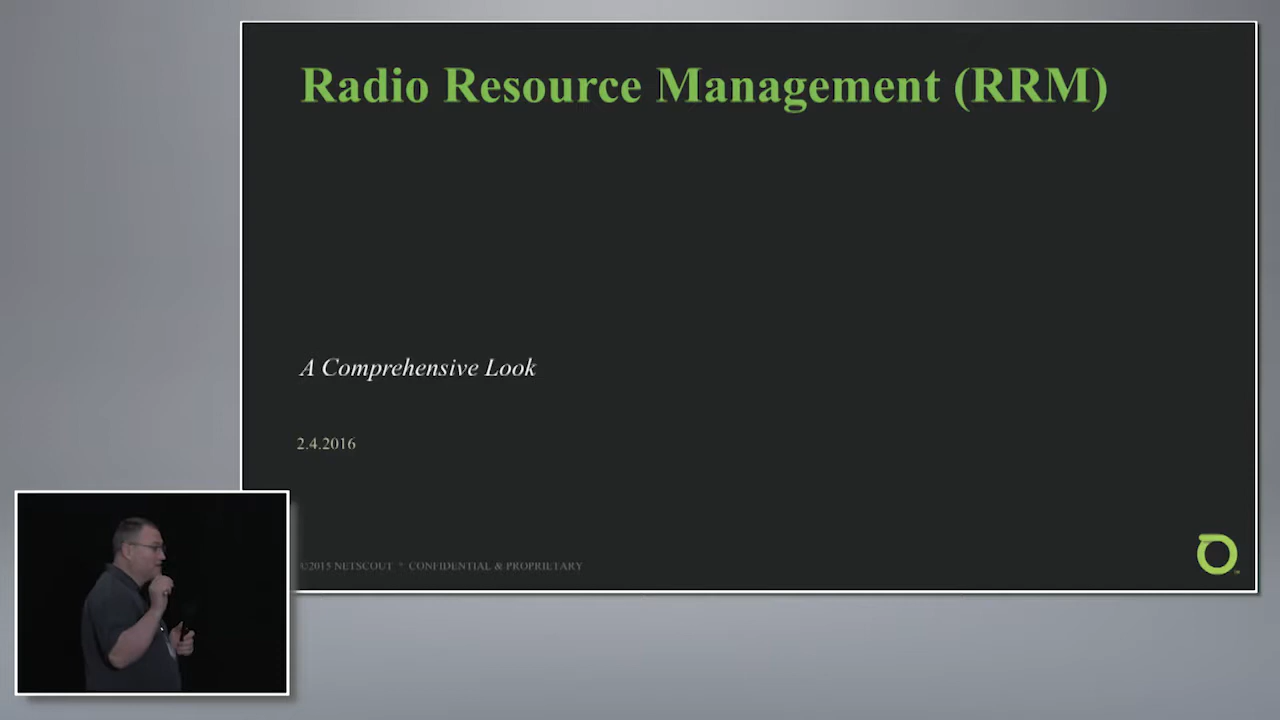 Radio Resource Management (RRM)
A Comprehensive Look
2.4.2016
©2015 NETSCOUT * CONFIDENTIAL & PROPRIETARY